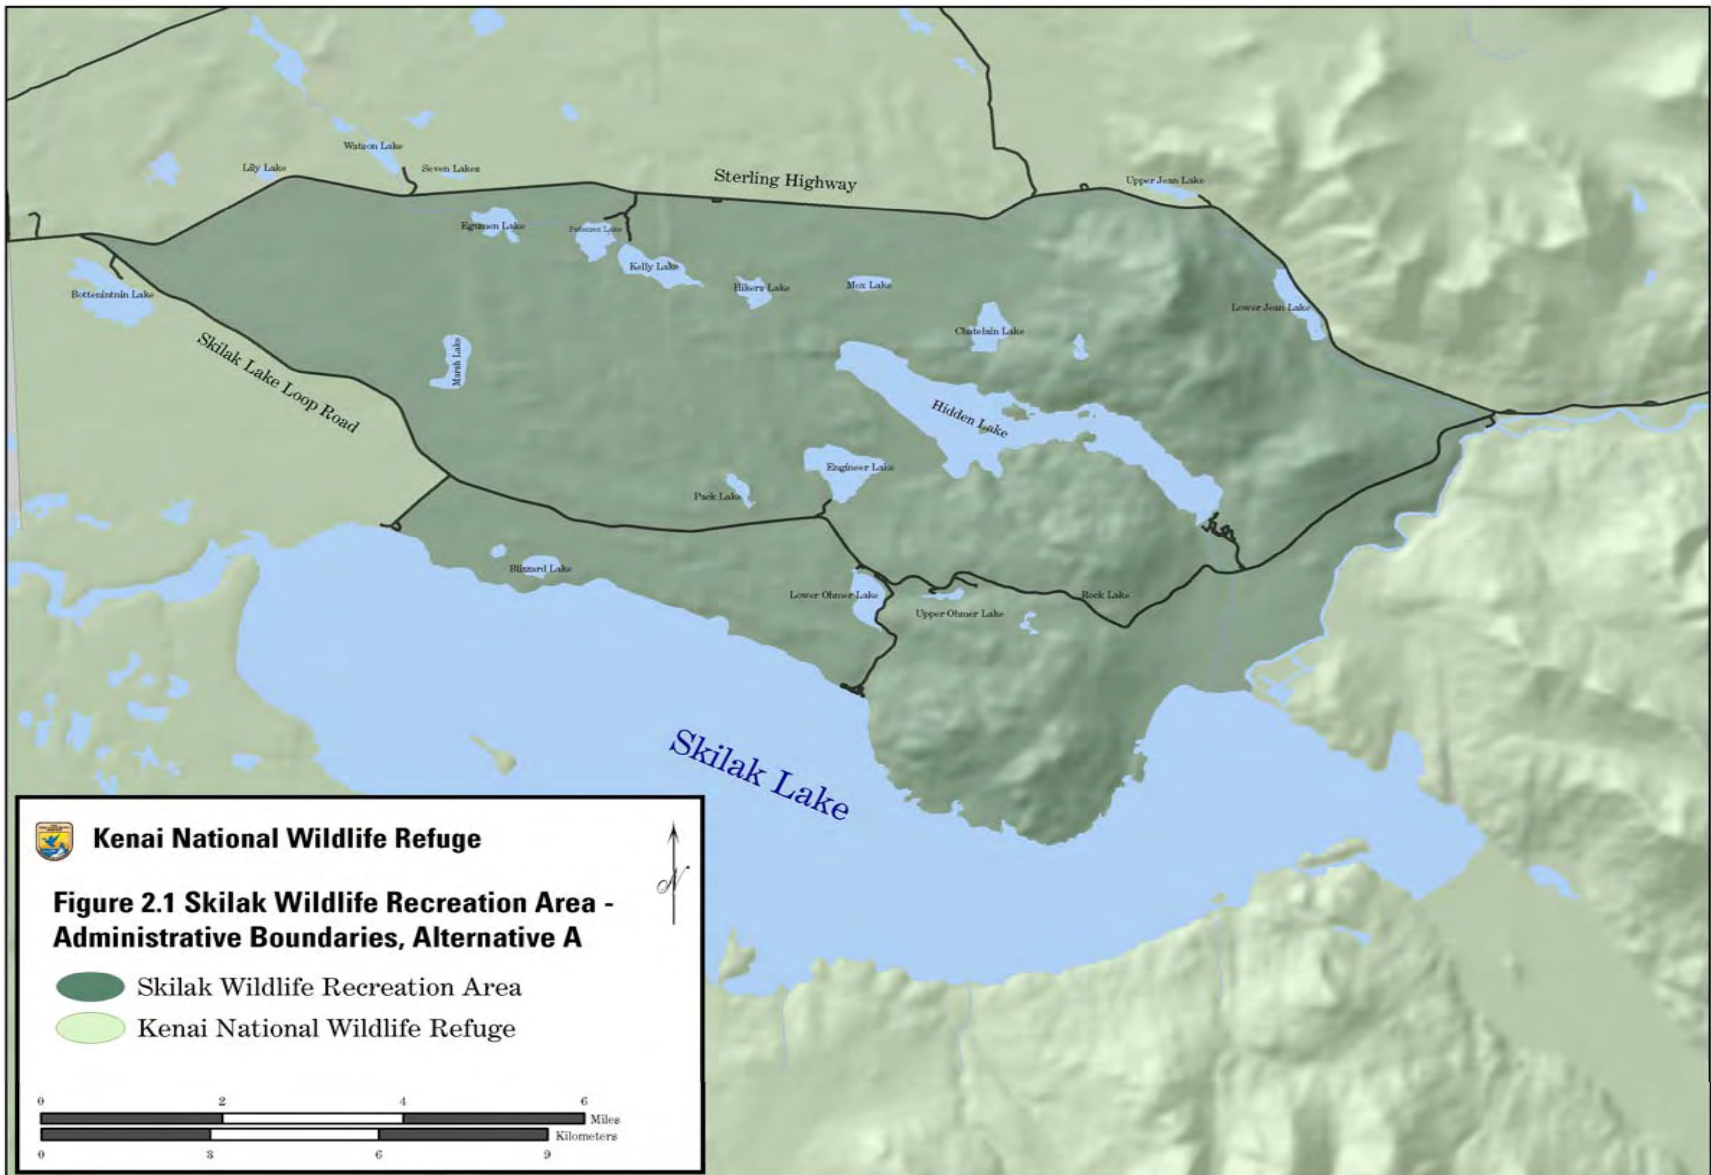 Watson Lake
Lily Lake
Seven Lakes
Sterling Highway
Upper Jean Lake
Egumen Lake
Petersen Lake
Kelly Lake
Bottenintnin Lake
Hikers Lake
Mox Lake
Lower Jean Lake
Chatelain Lake
Marsh Lake
Skilak Lake Loop Road
Hidden Lake
Engineer Lake
Pack Lake
Blizzard Lake
Lower Ohmer Lake
Upper Ohmer Lake
Rock Lake
Skilak Lake
Kenai National Wildlife Refuge
N
Figure 2.1 Skilak Wildlife Recreation Area -
Administrative Boundaries, Alternative A
Skilak Wildlife Recreation Area
Kenai National Wildlife Refuge
0 2 4 6
Miles
Kilometers
0 3 6 9